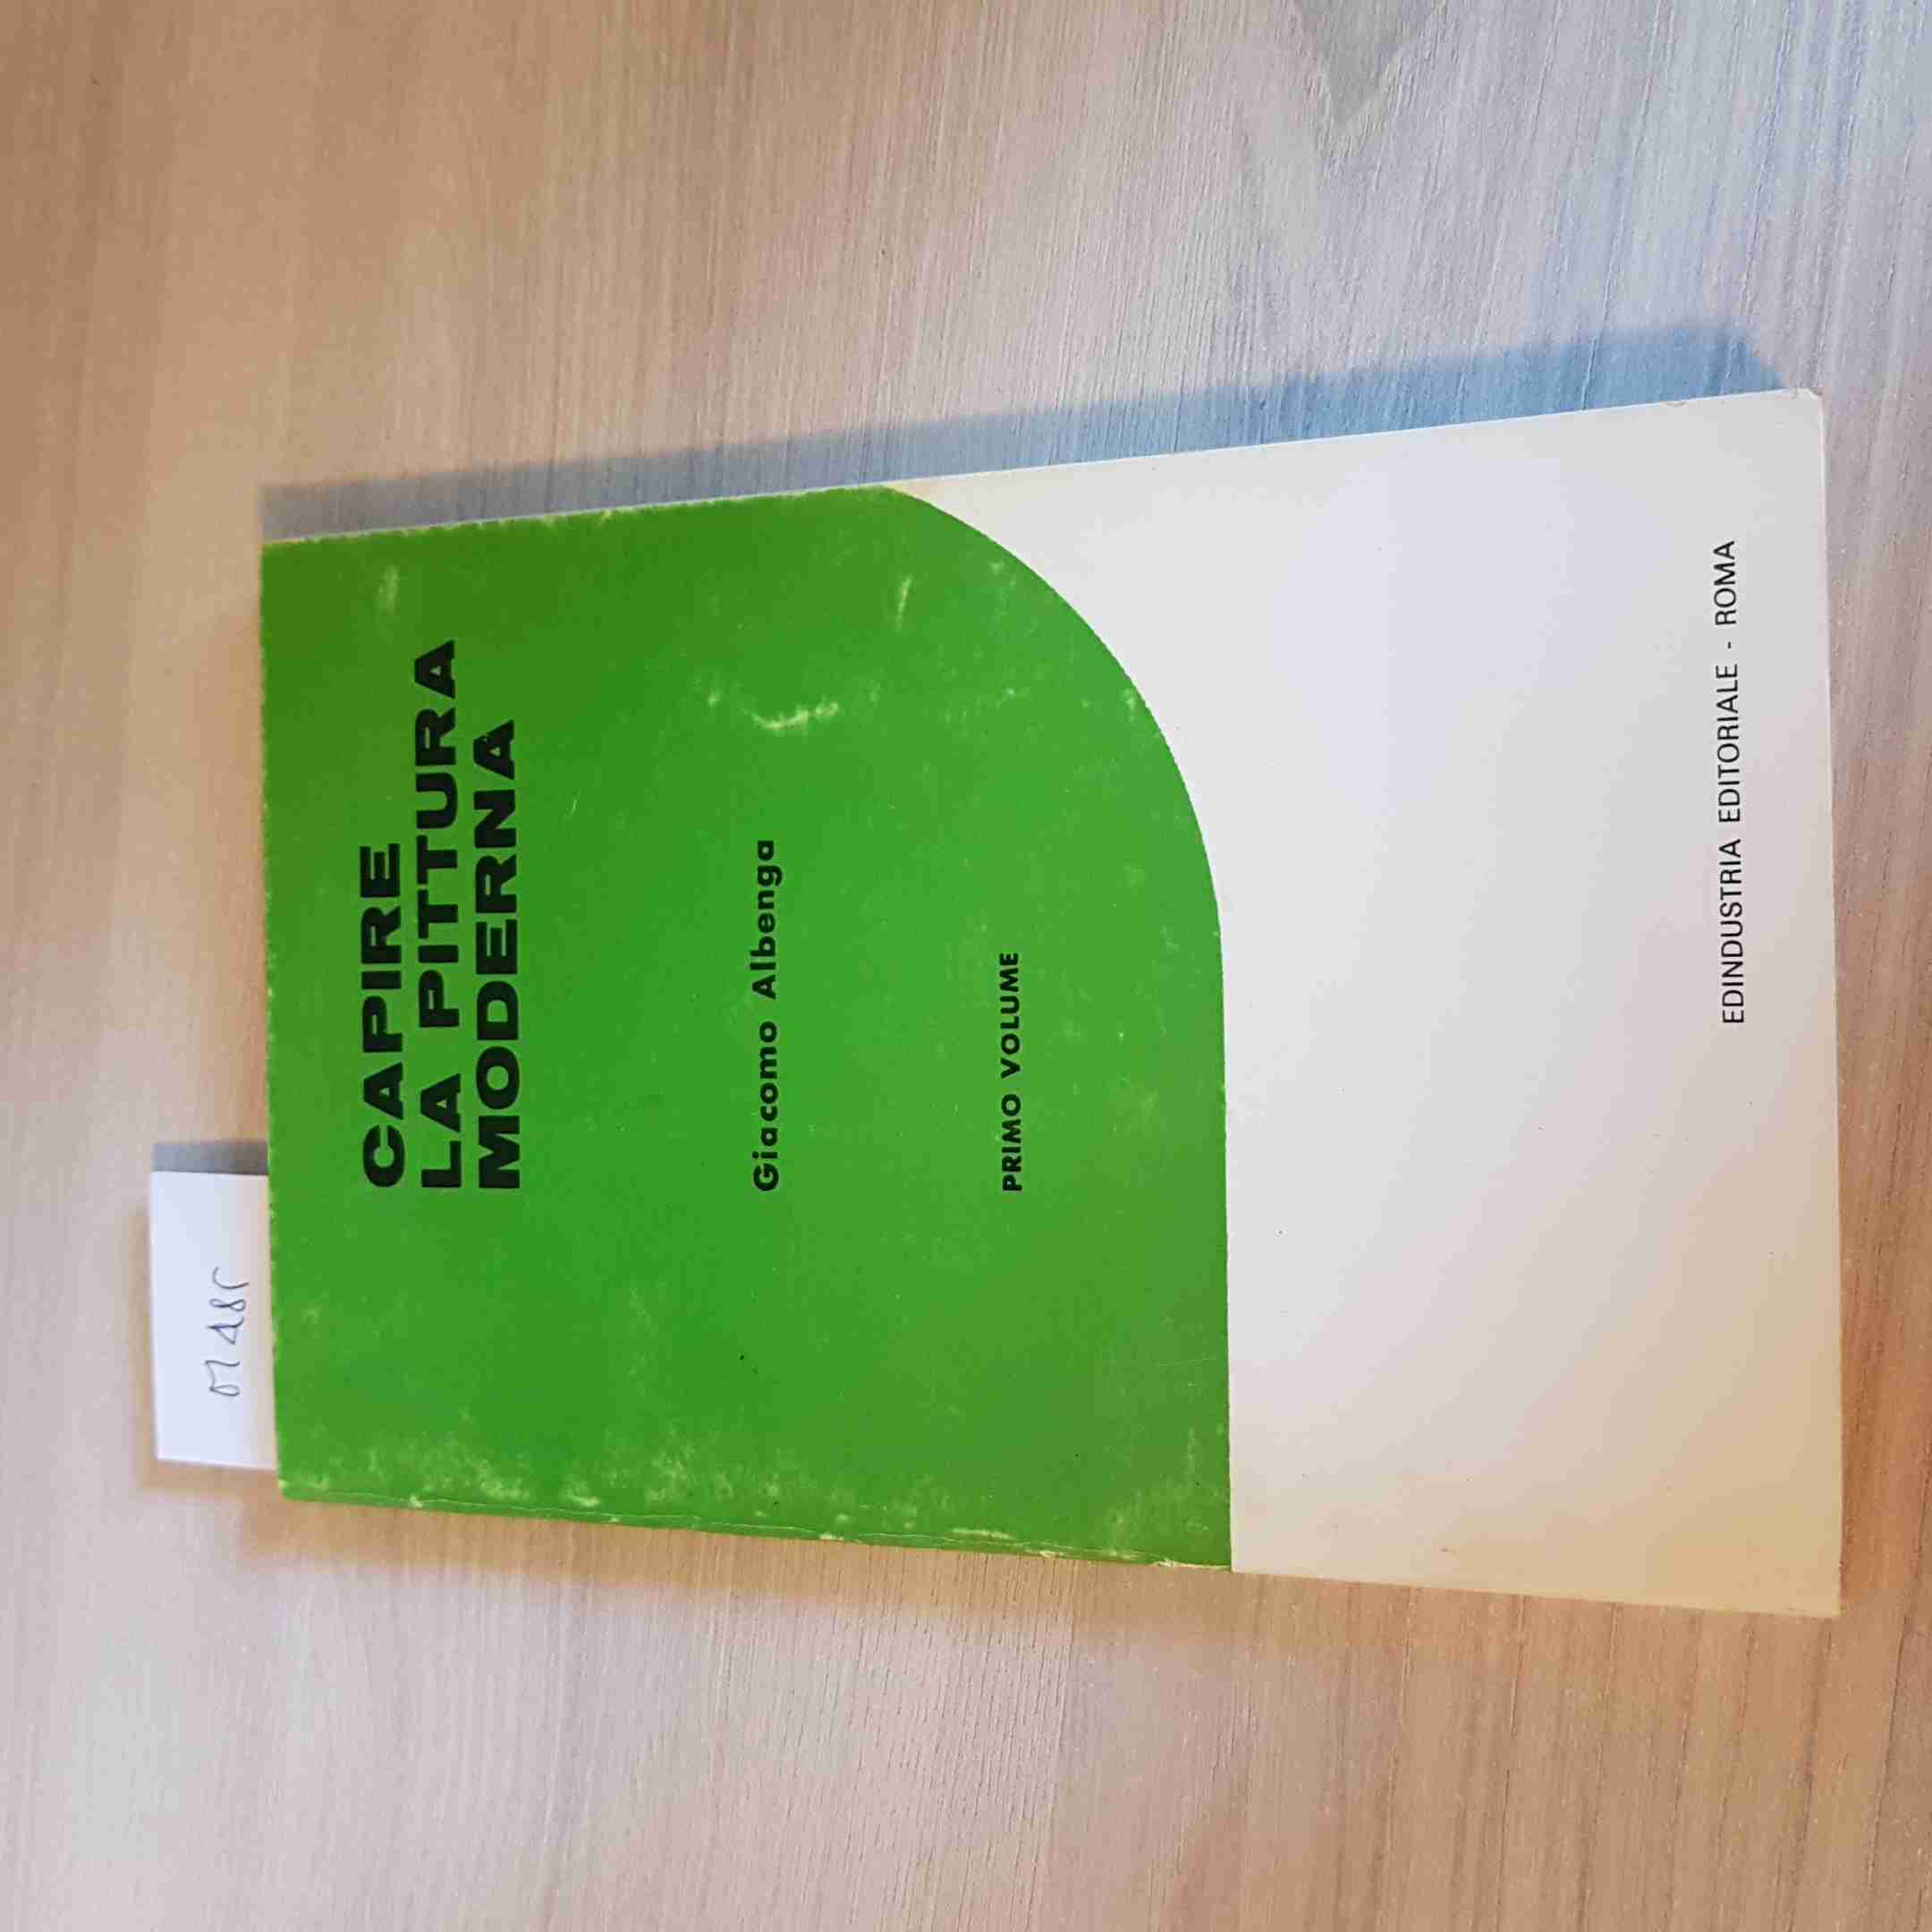 CAPIRE
LA PITTURA
MODERNA
Giacomo Albenga
PRIMO VOLUME
EDINDUSTRIA EDITORIALE - ROMA